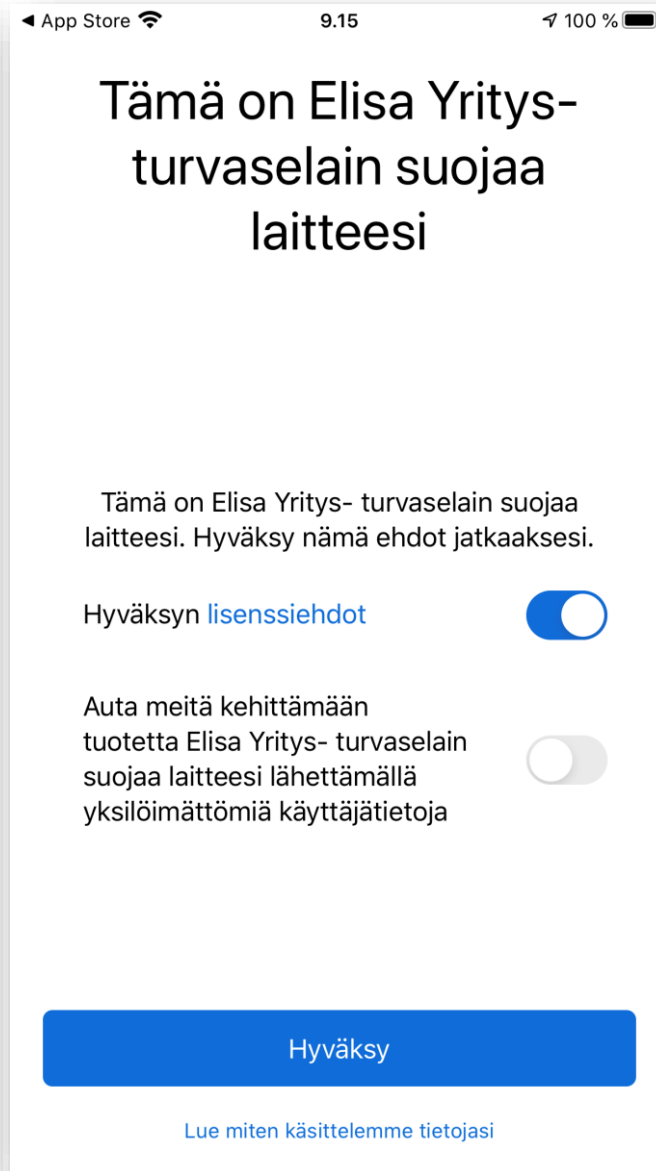 App Store 9.15 100 %
Tämä on Elisa Yritys-
turvaselain suojaa
laitteesi
Tämä on Elisa Yritys- turvaselain suojaa
laitteesi. Hyväksy nämä ehdot jatkaaksesi.
Hyväksyn lisenssiehdot
Auta meitä kehittämään
tuotetta Elisa Yritys- turvaselain
suojaa laitteesi lähettämällä
yksilöimättömiä käyttäjätietoja
Hyväksy
Lue miten käsittelemme tietojasi